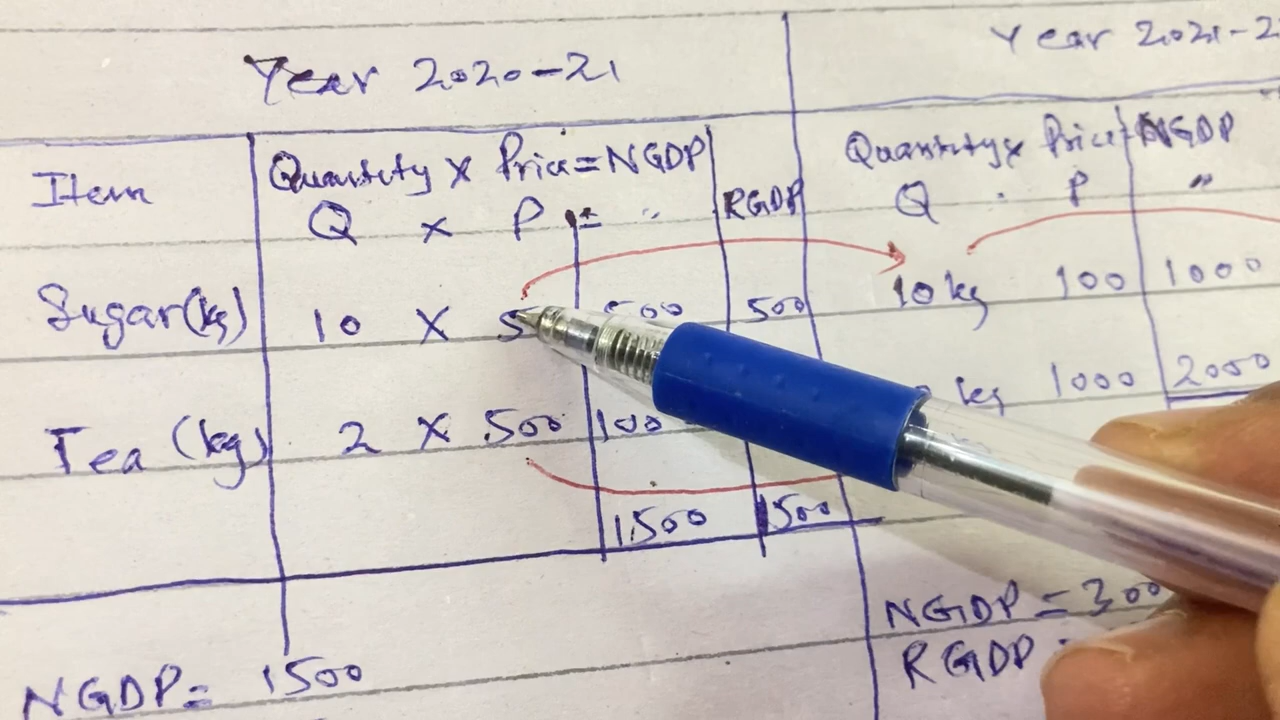 Year 2020-21
Year 2021-2
Item
Quantity x Price = NGDP
RGDP
Quantity x Price = NGDP
Q x P = "
Q . P "
Sugar (kg) 10 x 500 500
10 kg 100 1000
Tea (kg) 2 x 500
kg 1000 2000
1500 1500
NGDP = 300
NGDP = 1500
RGDP